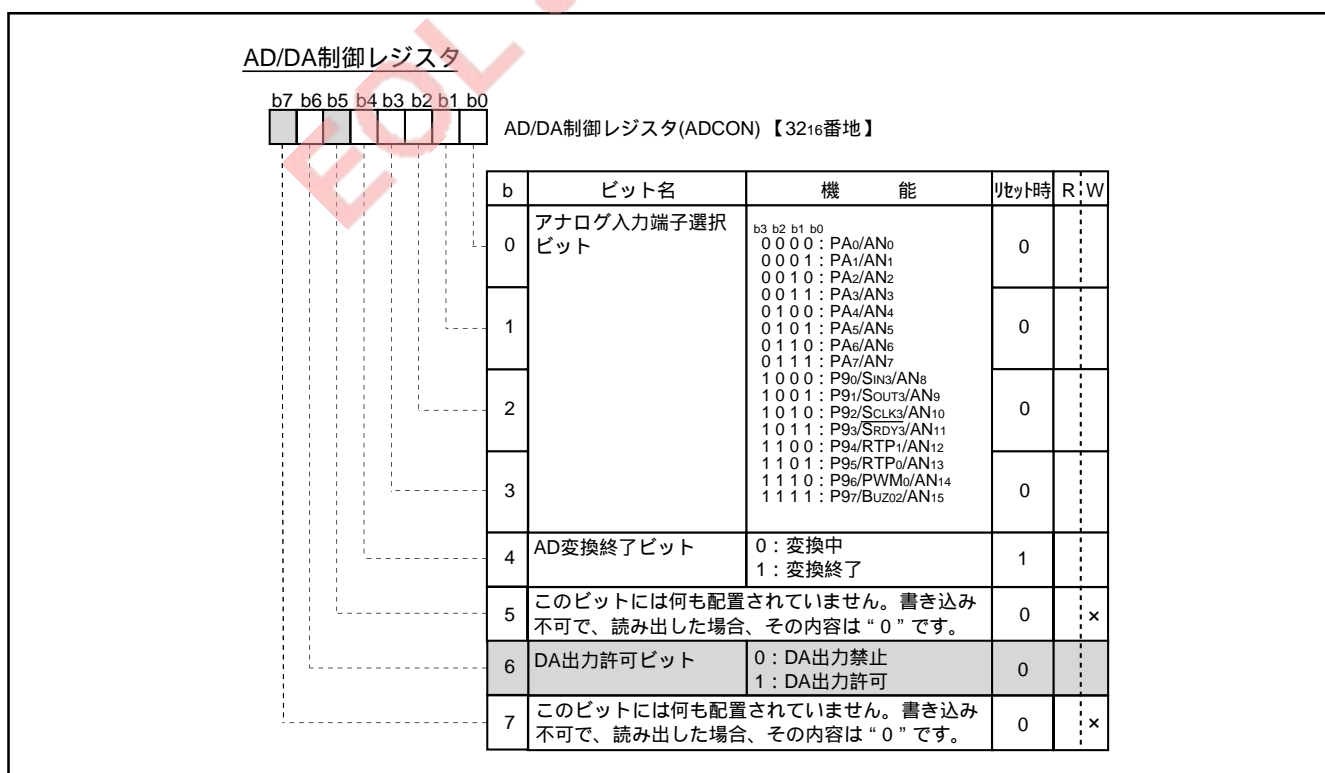 EOL
AD/DA制御レジスタ
b7 b6 b5 b4 b3 b2 b1 b0
AD/DA制御レジスタ(ADCON)【3216番地】
b ビット名 機 能 リセット時 R W
0 アナログ入力端子選択ビット
b3 b2 b1 b0
0 0 0 0 : PA0/AN0
0 0 0 1 : PA1/AN1
0 0 1 0 : PA2/AN2
0 0 1 1 : PA3/AN3
0 1 0 0 : PA4/AN4
0 1 0 1 : PA5/AN5
0 1 1 0 : PA6/AN6
0 1 1 1 : PA7/AN7
1 0 0 0 : P90/SIN3/AN8
1 0 0 1 : P91/SOUT3/AN9
1 0 1 0 : P92/SCLK3/AN10
1 0 1 1 : P93/SRDY3/AN11
1 1 0 0 : P94/RTP1/AN12
1 1 0 1 : P95/RTP0/AN13
1 1 1 0 : P96/PWM0/AN14
1 1 1 1 : P97/BUZ02/AN15
0
1 0
2 0
3 0
4 AD変換終了ビット 0:変換中 1
1:変換終了
5 このビットには何も配置されていません。書き込み 0 ×
不可で、読み出した場合、その内容は“0”です。
6 DA出力許可ビット 0:DA出力禁止 0
1:DA出力許可
7 このビットには何も配置されていません。書き込み 0 ×
不可で、読み出した場合、その内容は“0”です。